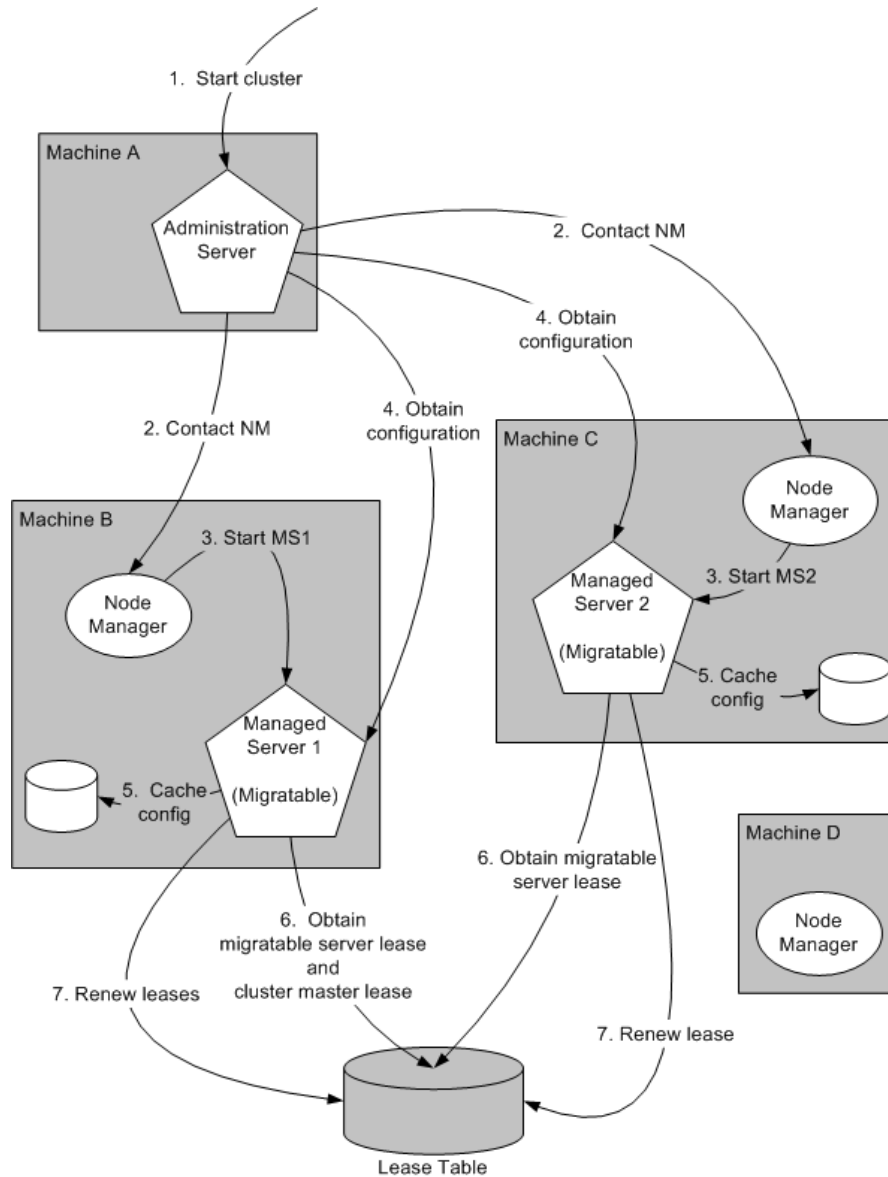 1. Start cluster
Machine A
Administration
Server
2. Contact NM
4. Obtain
configuration
4. Obtain
configuration
2. Contact NM
Machine C
Node
Manager
3. Start MS2
Managed
Server 2
(Migratable)
5. Cache
config
Machine B
3. Start MS1
Node
Manager
Managed
Server 1
(Migratable)
5. Cache
config
Machine D
Node
Manager
6. Obtain migratable
server lease
6. Obtain
migratable server lease
and
cluster master lease
7. Renew leases
7. Renew lease
Lease Table